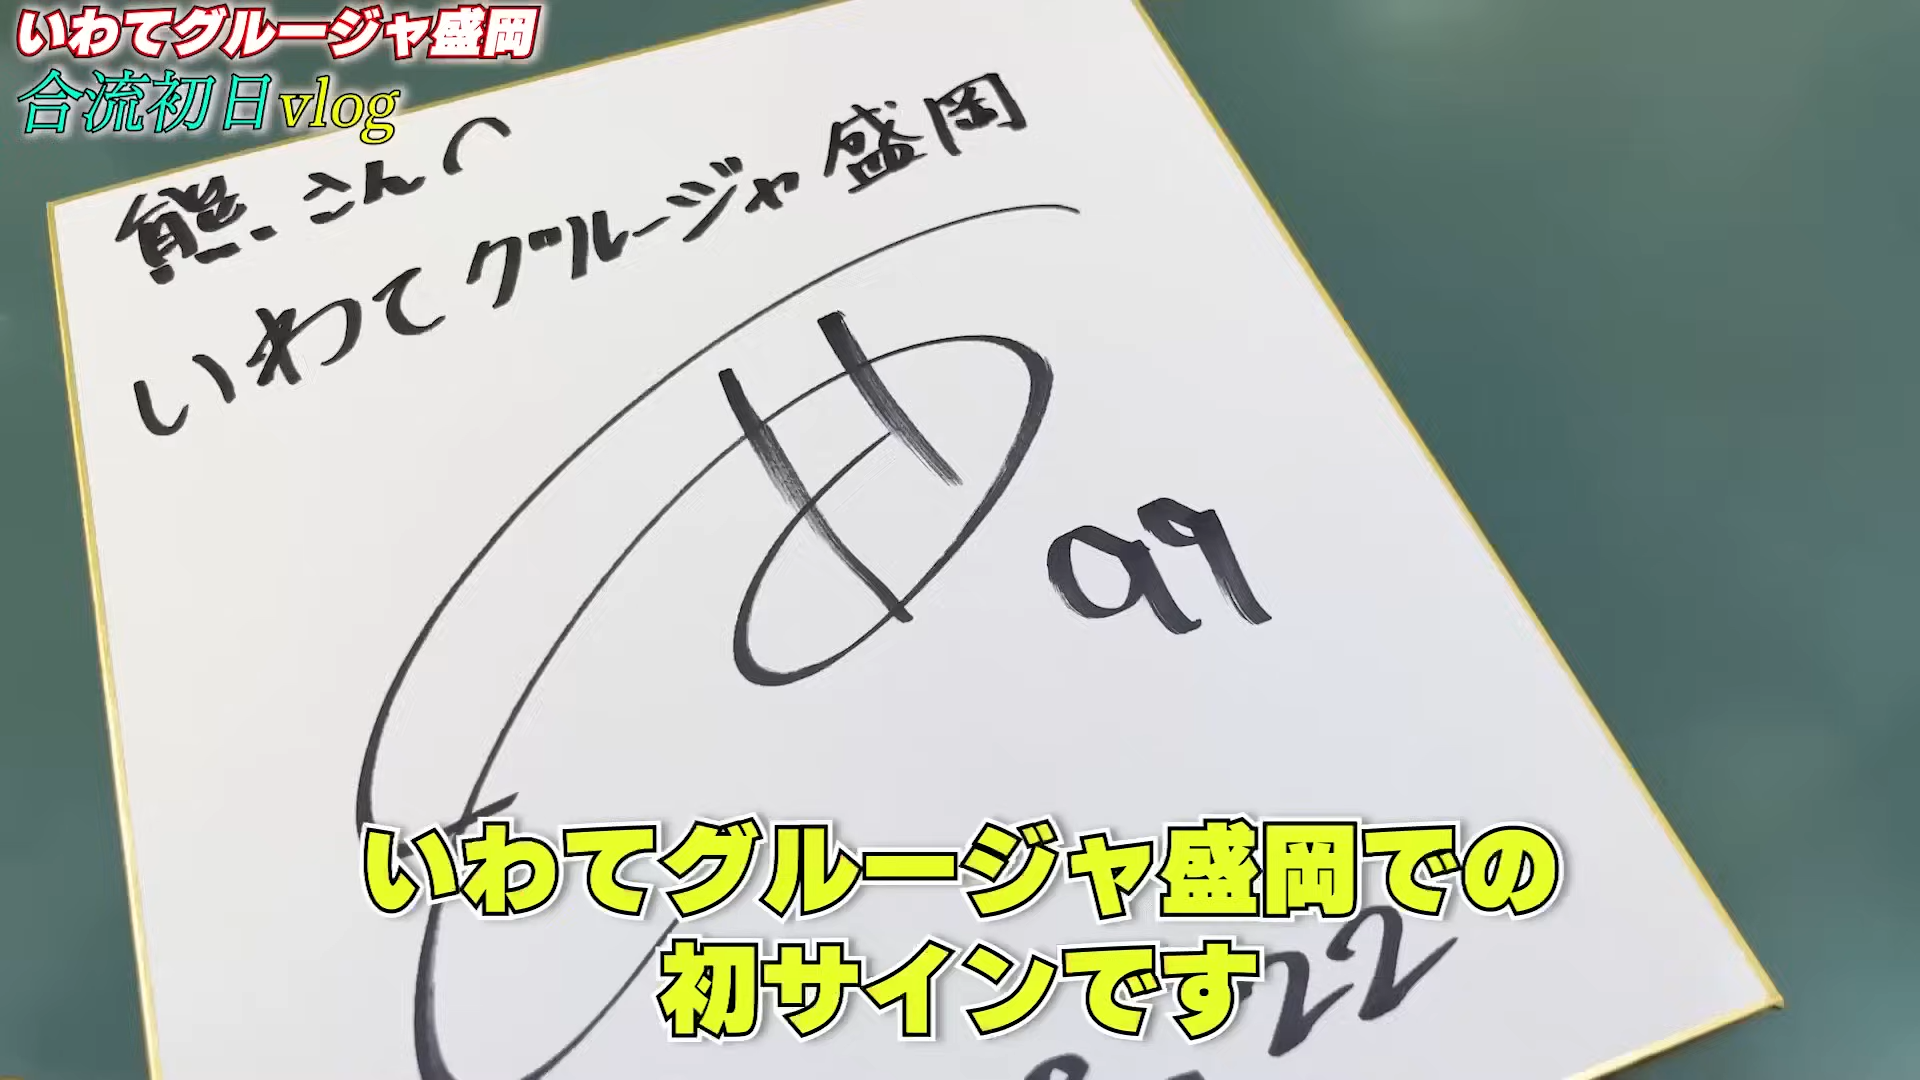 いわてグルージャ盛岡
合流初日vlog
熊さんへ
いわてグルージャ盛岡
99
いわてグルージャ盛岡での
初サインです
22